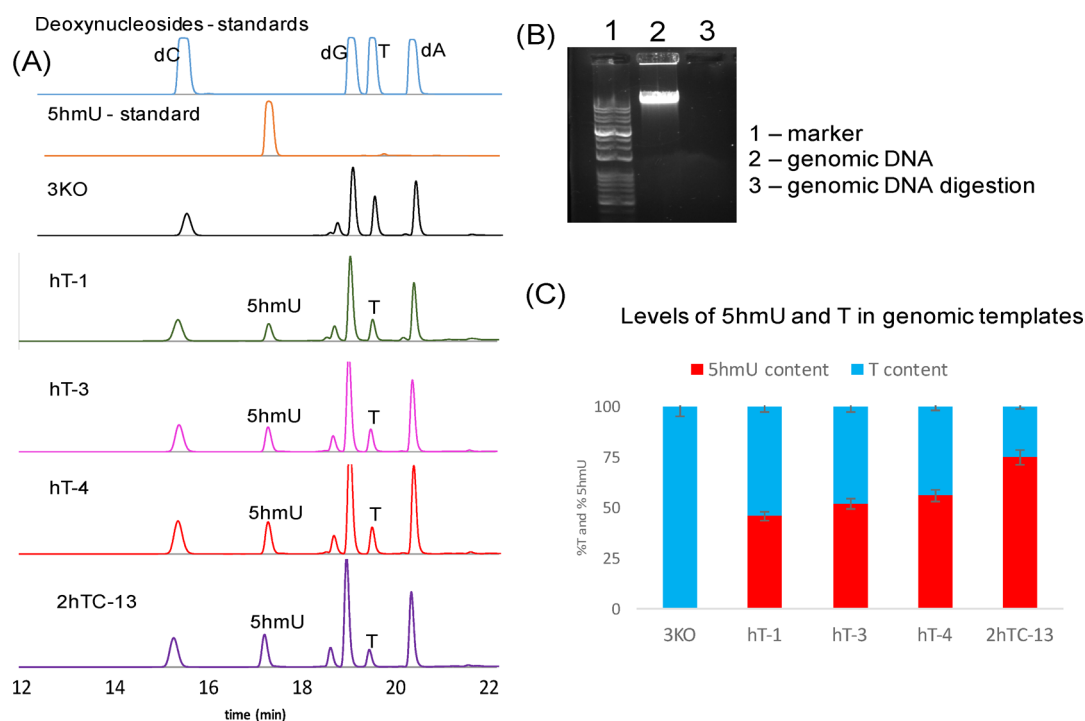 Deoxynucleosides - standards
(A)
dC
dG
T
dA
5hmU - standard
3KO
hT-1
5hmU
T
hT-3
5hmU
T
hT-4
5hmU
T
2hTC-13
5hmU
T
12 14 16 18 20 22
time (min)
(B)
1 2 3
1 – marker
2 – genomic DNA
3 – genomic DNA digestion
(C)
Levels of 5hmU and T in genomic templates
5hmU content T content
%T and % 5hmU
100
75
50
25
0
3KO hT-1 hT-3 hT-4 2hTC-13